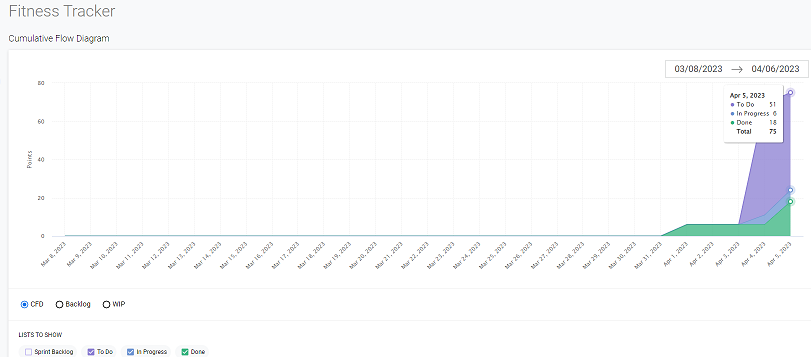 Fitness Tracker
Cumulative Flow Diagram
03/08/2023 → 04/06/2023
Apr 5, 2023
To Do 51
In Progress 6
Done 18
Total 75
80
60
40
20
0
Points
Mar 8, 2023
Mar 9, 2023
Mar 10, 2023
Mar 11, 2023
Mar 12, 2023
Mar 13, 2023
Mar 14, 2023
Mar 15, 2023
Mar 16, 2023
Mar 17, 2023
Mar 18, 2023
Mar 19, 2023
Mar 20, 2023
Mar 21, 2023
Mar 22, 2023
Mar 23, 2023
Mar 24, 2023
Mar 25, 2023
Mar 26, 2023
Mar 27, 2023
Mar 28, 2023
Mar 29, 2023
Mar 30, 2023
Mar 31, 2023
Apr 1, 2023
Apr 2, 2023
Apr 3, 2023
Apr 4, 2023
Apr 5, 2023
CFD Backlog WIP
LISTS TO SHOW
Sprint Backlog To Do In Progress Done